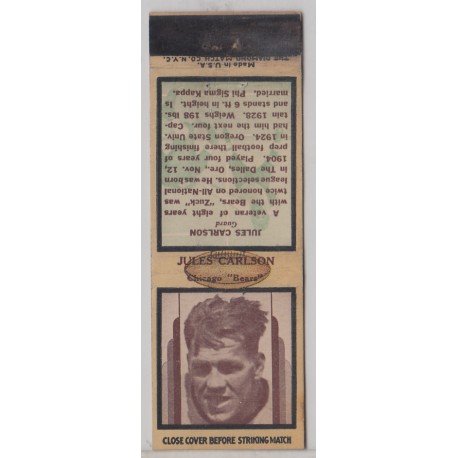 JULES CARLSON
Chicago "Bears"
CLOSE COVER BEFORE STRIKING MATCH
JULES CARLSON
Guard
A veteran of eight years
with the Bears, "Zuck" was
twice honored on All-National
league selections. He was born
in The Dalles, Ore., Nov. 12,
1904. Played four years of
prep football there finishing
in 1924. Oregon State Univ.
had him the next four. Cap-
tain 1928. Weighs 198 lbs.
and stands 6 ft. in height. Is
married. Phi Sigma Kappa.
Made in U.S.A.
THE DIAMOND MATCH CO. N.Y.C.